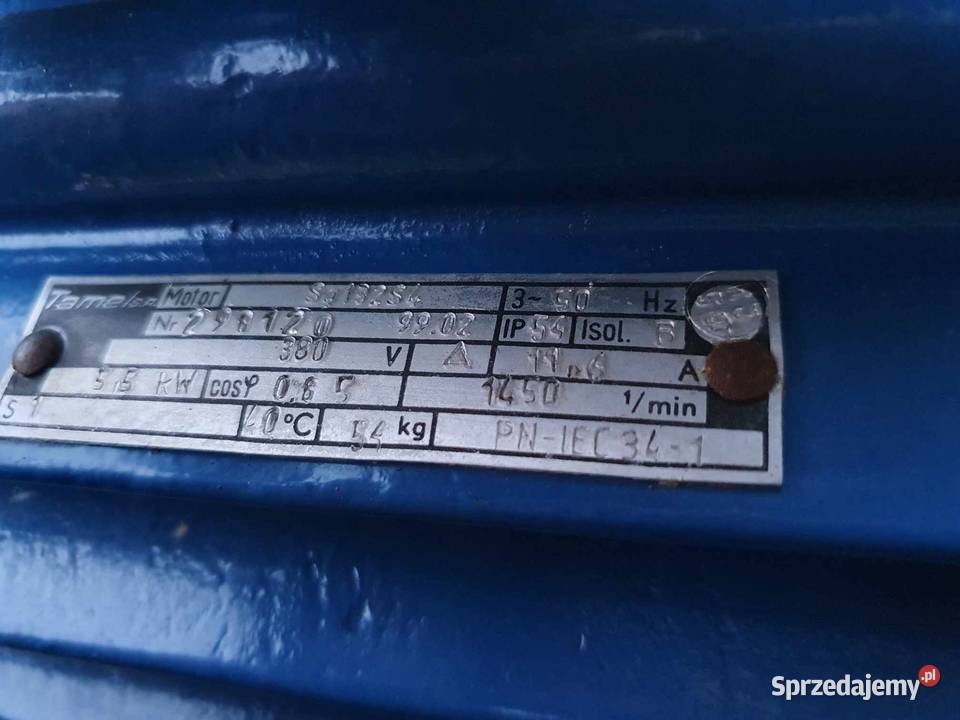 Tamel s.a. Motor Sg132S4 3~ 50 Hz
Nr 298120 99.02 IP 54 Isol. B
380 V △ 11,6 A
5,5 kW cosφ 0,85 1450 1/min
S1 40 °C 54 kg PN-IEC 34-1
Sprzedajemy.pl